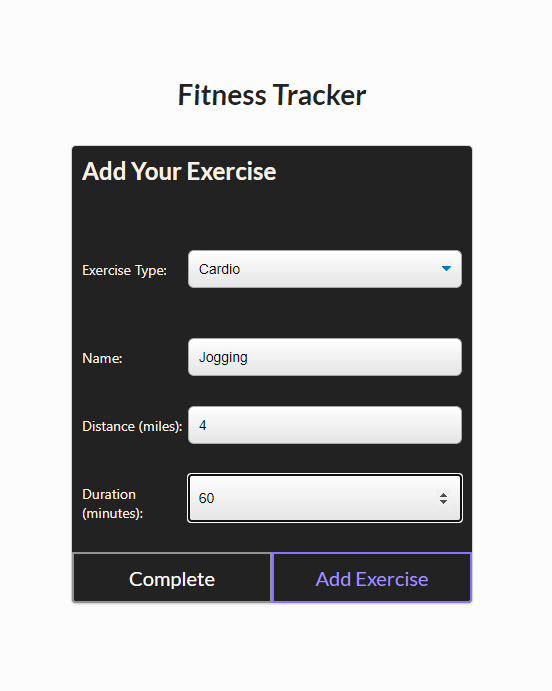 Fitness Tracker
Add Your Exercise
Exercise Type: Cardio
Name: Jogging
Distance (miles): 4
Duration
(minutes): 60
Complete Add Exercise